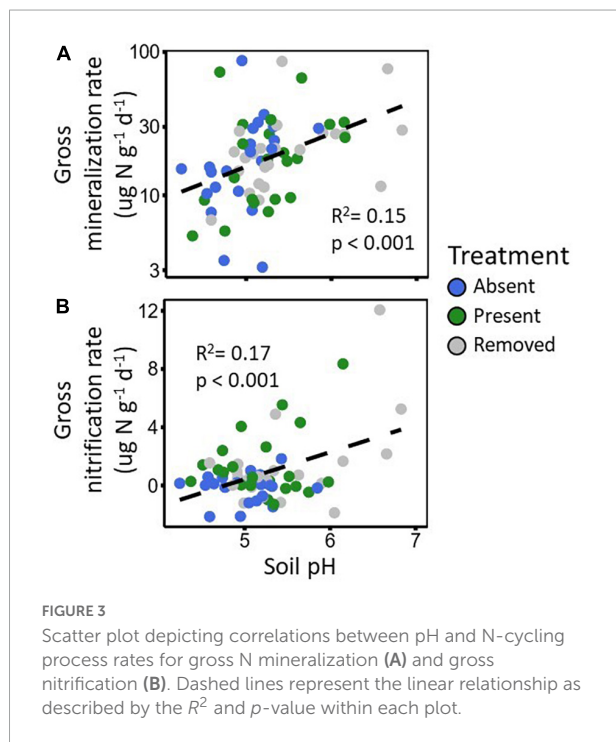 A
Gross
mineralization rate
(ug N g⁻¹ d⁻¹)
100
30
10
3
R²= 0.15
p < 0.001
B
Gross
nitrification rate
(ug N g⁻¹ d⁻¹)
12
8
4
0
R²= 0.17
p < 0.001
5
6
7
Soil pH
Treatment
Absent
Present
Removed
FIGURE 3
Scatter plot depicting correlations between pH and N-cycling
process rates for gross N mineralization (A) and gross
nitrification (B). Dashed lines represent the linear relationship as
described by the R² and p-value within each plot.